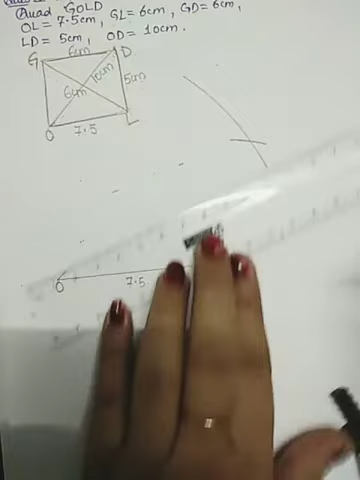 Quad GOLD
OL = 7.5cm, GL = 6cm, GD = 6cm,
LD = 5cm, OD = 10cm.
6cm
G D
10cm 5cm
6cm
L
O 7.5
O 7.5